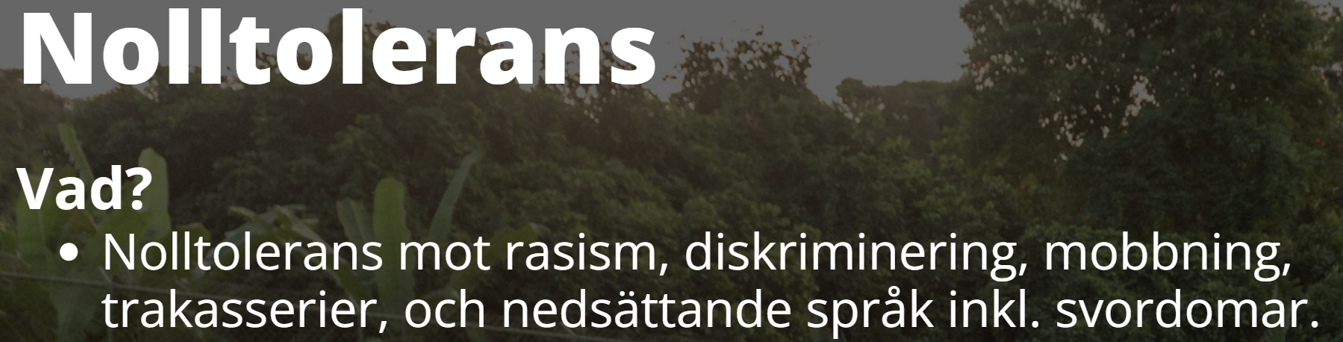 Nolltolerans
Vad?
• Nolltolerans mot rasism, diskriminering, mobbning,
trakasserier, och nedsättande språk inkl. svordomar.